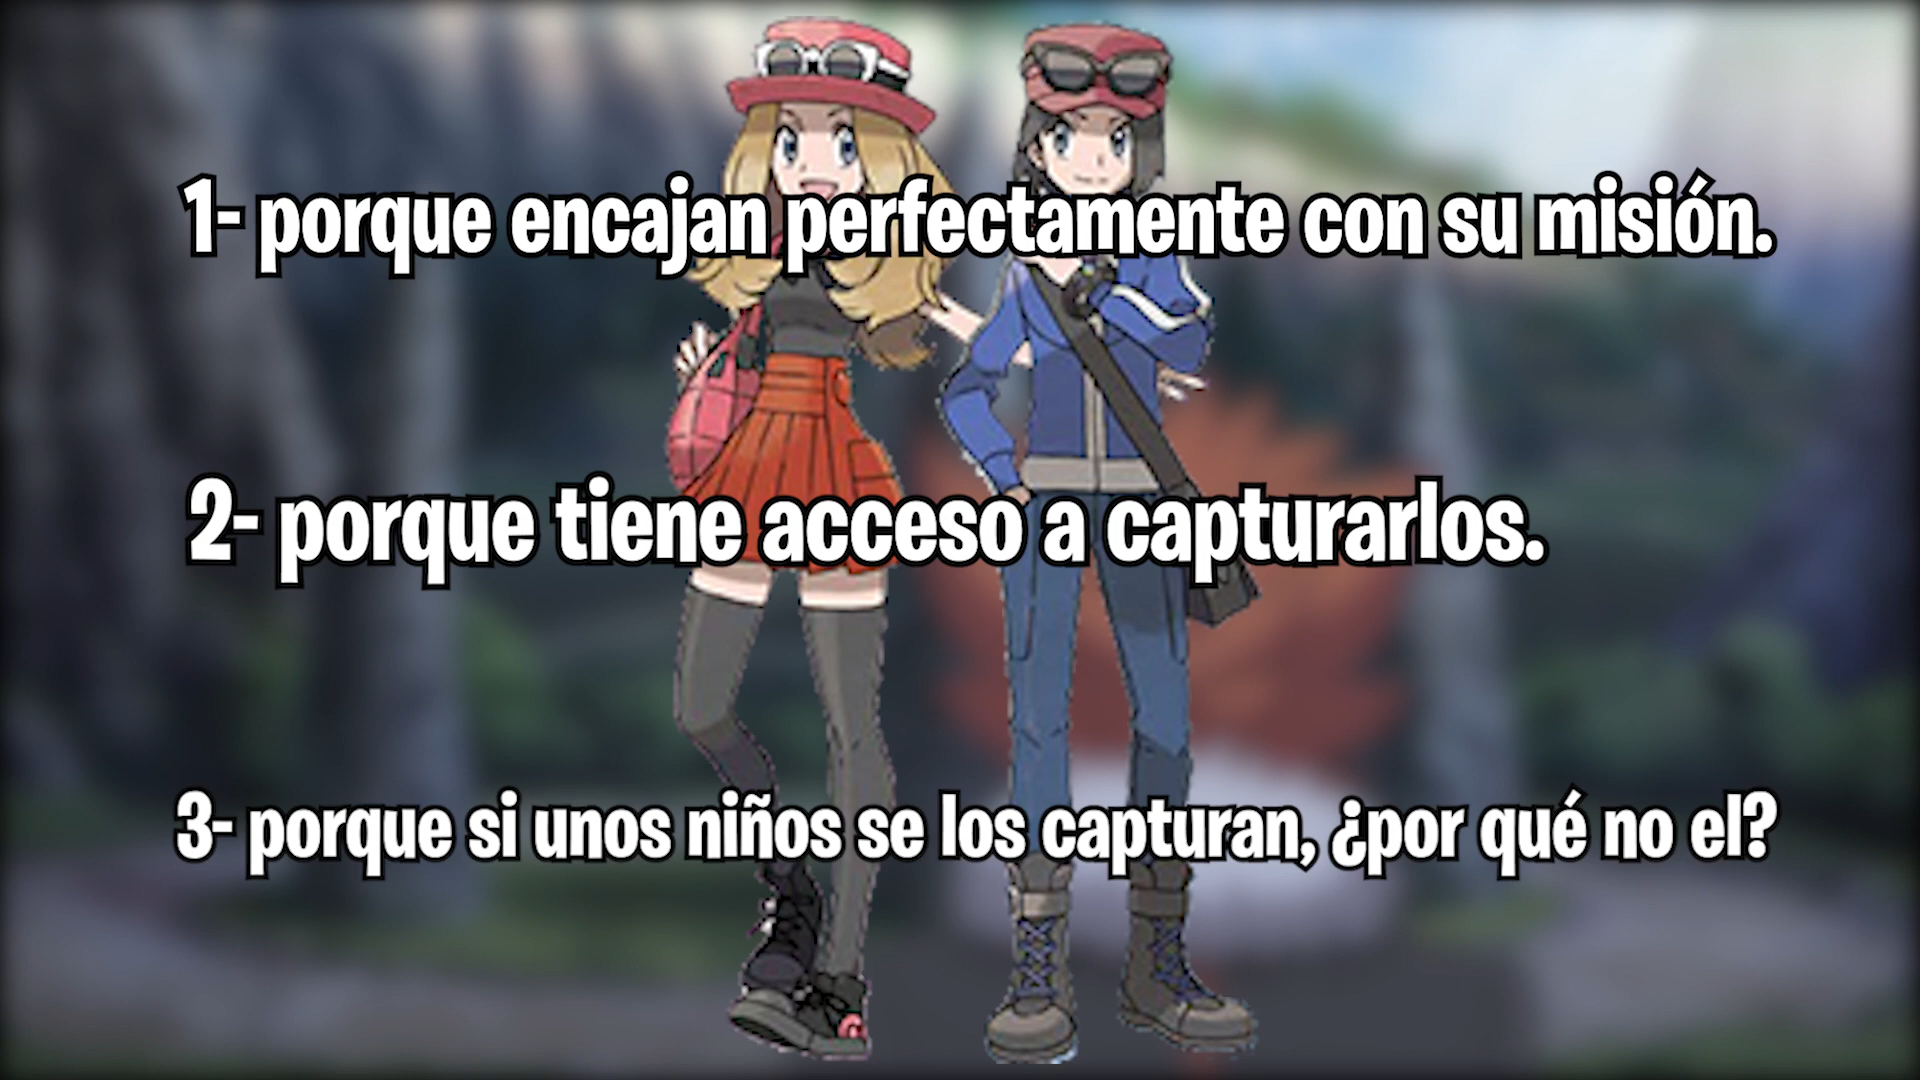 1- porque encajan perfectamente con su misión.
2- porque tiene acceso a capturarlos.
3- porque si unos niños se los capturan, ¿por qué no el?